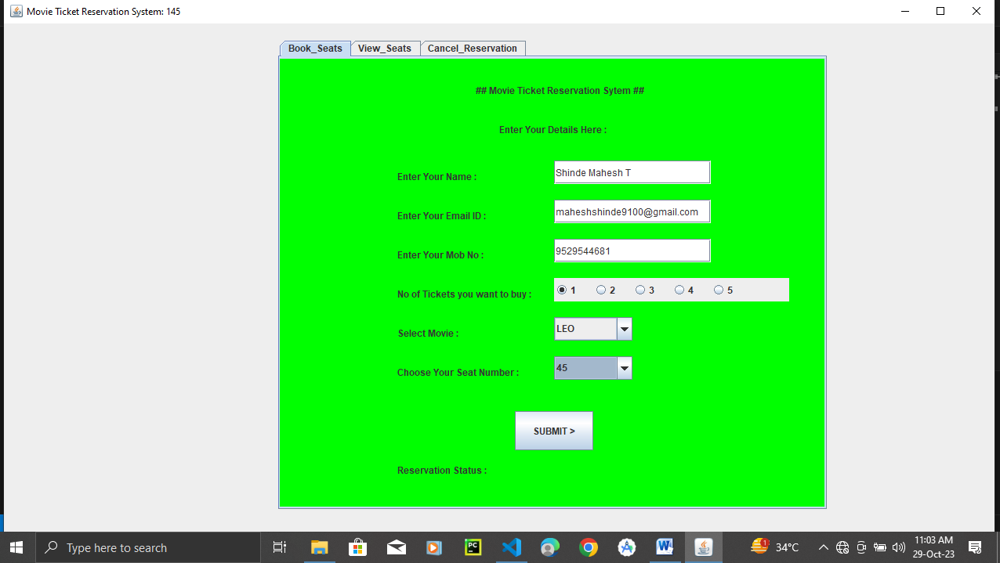 Movie Ticket Reservation System: 145
Book_Seats View_Seats Cancel_Reservation
## Movie Ticket Reservation Sytem ##
Enter Your Details Here :
Enter Your Name : Shinde Mahesh T
Enter Your Email ID : maheshshinde9100@gmail.com
Enter Your Mob No : 9529544681
No of Tickets you want to buy : 1 2 3 4 5
Select Movie : LEO
Choose Your Seat Number : 45
SUBMIT >
Reservation Status :
Type here to search PC W 1 34°C 11:03 AM
29-Oct-23